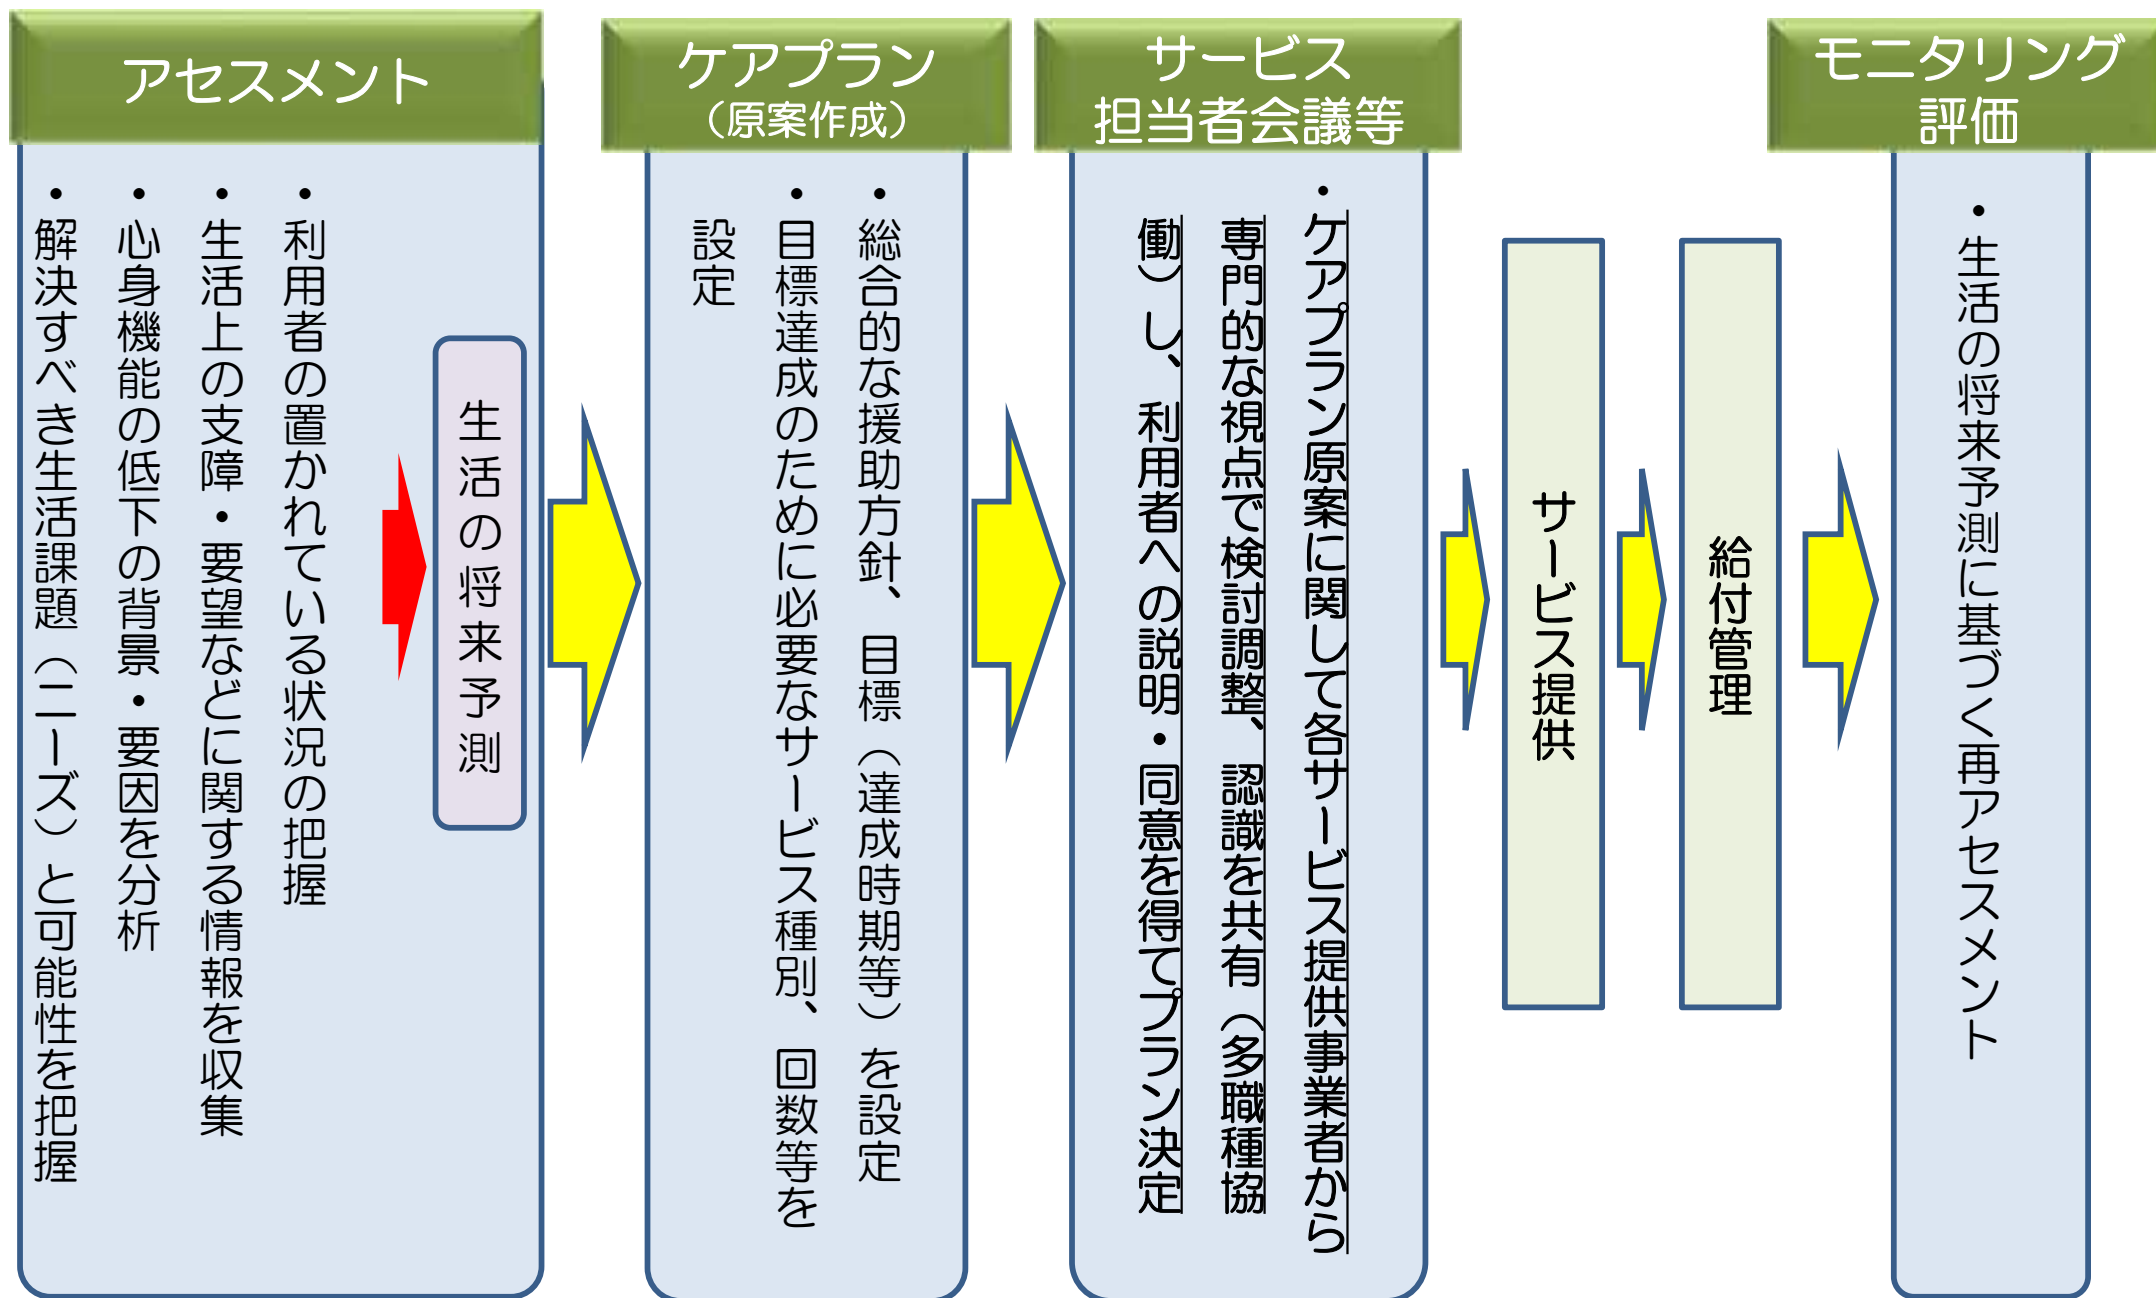 アセスメント
・利用者の置かれている状況の把握
・生活上の支障・要望などに関する情報を収集
・心身機能の低下の背景・要因を分析
・解決すべき生活課題（ニーズ）と可能性を把握
生活の将来予測
ケアプラン
（原案作成）
・総合的な援助方針、目標（達成時期等）を設定
・目標達成のために必要なサービス種別、回数等を
設定
サービス
担当者会議等
・ケアプラン原案に関して各サービス提供事業者から
専門的な視点で検討調整、認識を共有（多職種協
働）し、利用者への説明・同意を得てプラン決定
サービス提供
給付管理
モニタリング
評価
・生活の将来予測に基づく再アセスメント